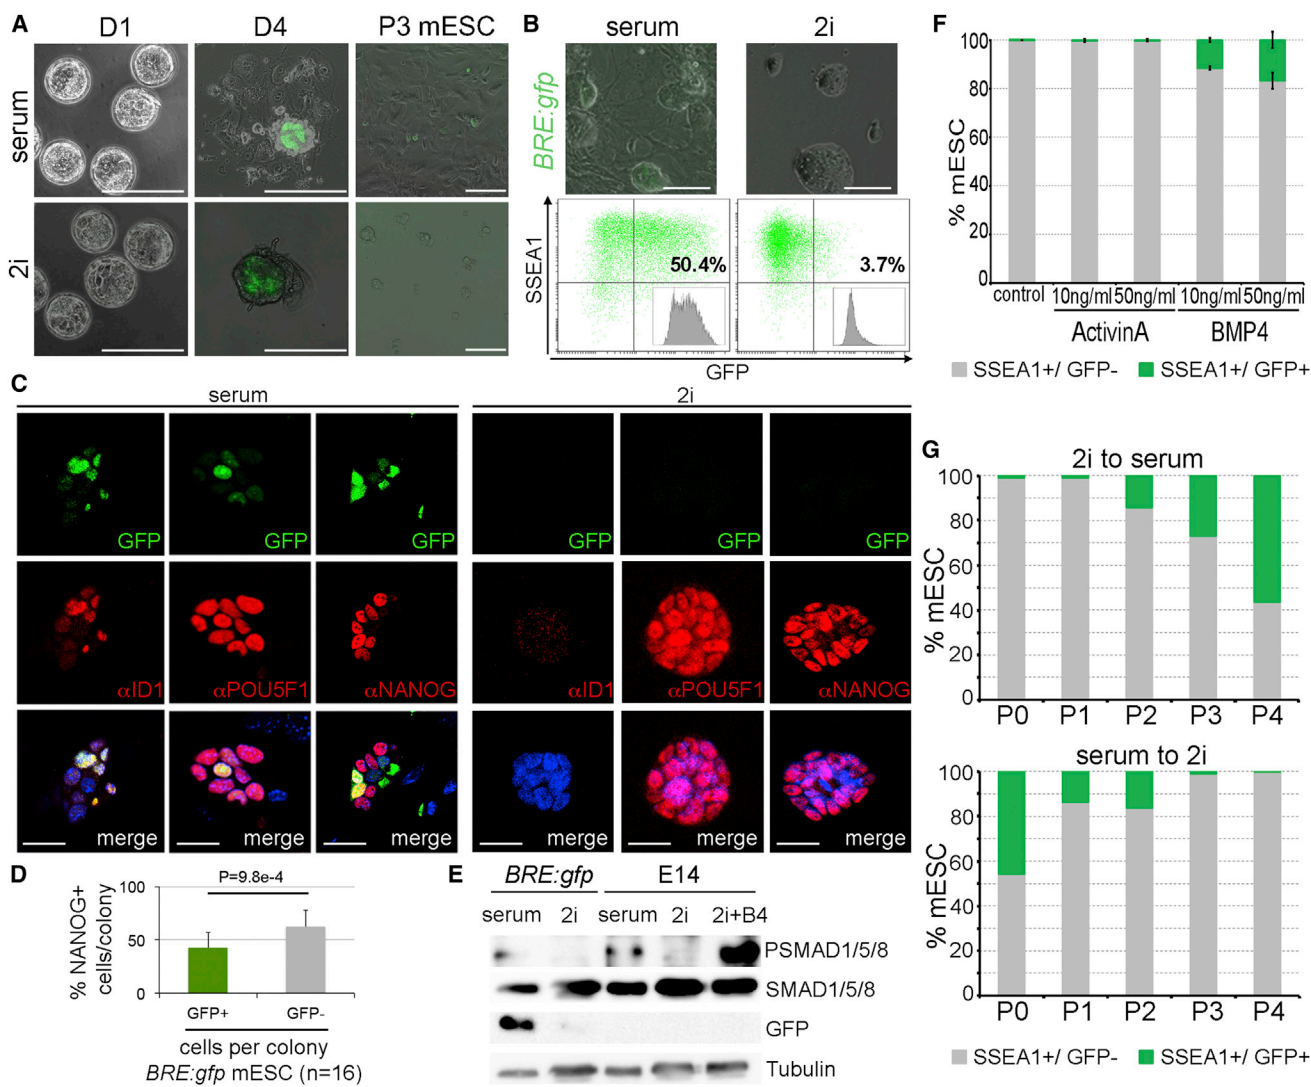 A
D1 D4 P3 mESC
serum
2i
B
serum 2i
BRE:gfp
SSEA1
50.4%
3.7%
GFP
C
serum 2i
GFP GFP GFP GFP GFP GFP
αID1 αPOU5F1 αNANOG αID1 αPOU5F1 αNANOG
merge merge merge merge merge merge
D
P=9.8e-4
% NANOG+
cells/colony
100
50
0
GFP+ GFP-
cells per colony
BRE:gfp mESC (n=16)
E
BRE:gfp E14
serum 2i serum 2i 2i+B4
PSMAD1/5/8
SMAD1/5/8
GFP
Tubulin
F
% mESC
100
80
60
40
20
0
control 10ng/ml 50ng/ml 10ng/ml 50ng/ml
ActivinA BMP4
SSEA1+/ GFP- SSEA1+/ GFP+
G
2i to serum
% mESC
100
80
60
40
20
0
P0 P1 P2 P3 P4
serum to 2i
% mESC
100
80
60
40
20
0
P0 P1 P2 P3 P4
SSEA1+/ GFP- SSEA1+/ GFP+